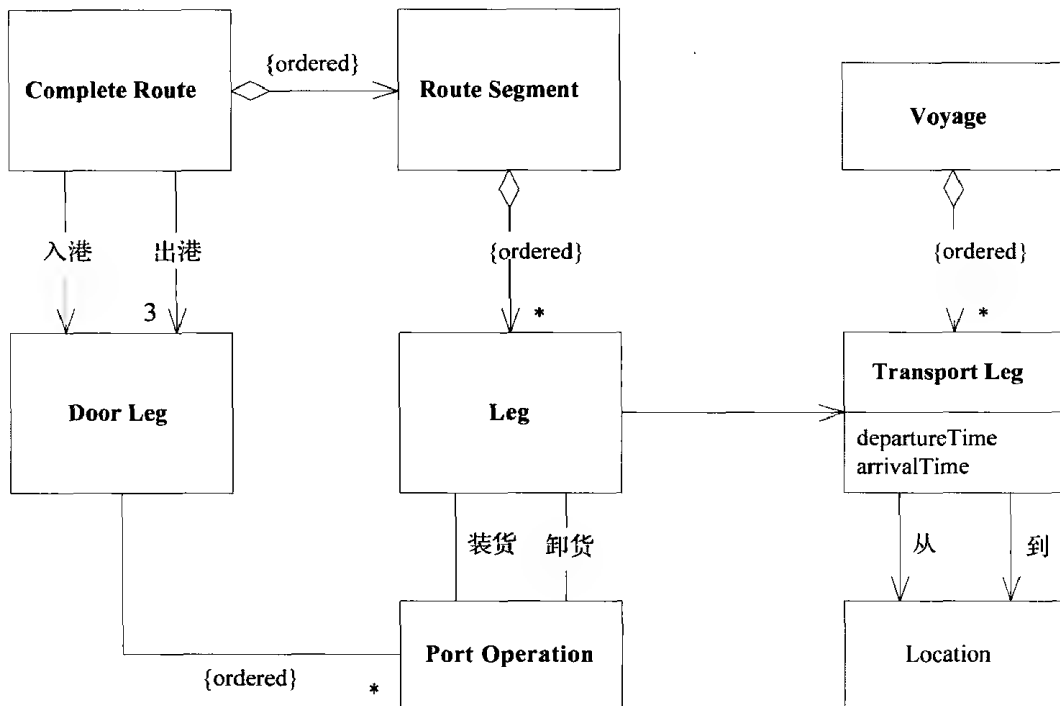 Complete Route
{ordered}
Route Segment
Voyage
入港
出港
{ordered}
{ordered}
3
*
*
Door Leg
Leg
Transport Leg
departureTime
arrivalTime
装货
卸货
从
到
{ordered}
*
Port Operation
Location